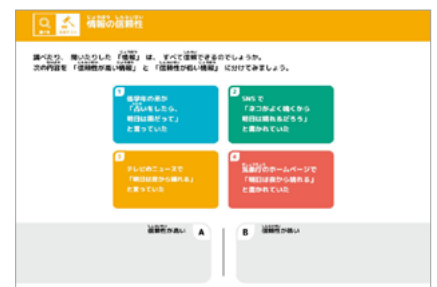 情報の信頼性
調べたり、聞いたりした「情報」は、すべて信頼できるのでしょうか。
次の内容を「信頼性が高い情報」と「信頼性が低い情報」に分けてみましょう。
1
低学年の弟が
「占いをしたら、
明日は雨だって」
と言っていた
2
SNSで
「ネコがよく鳴くから
明日は晴れるだろう」
と書かれていた
3
テレビのニュースで
「明日は夜から晴れる」
と言っていた
4
気象庁のホームページで
「明日は夜から晴れる」
と書かれていた
信頼性が高い A
B 信頼性が低い